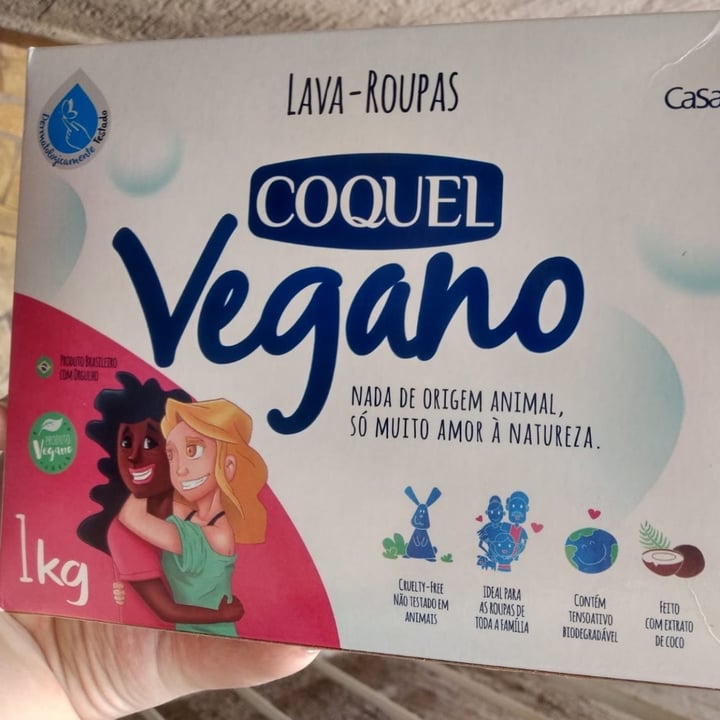 LAVA-ROUPAS
Casa
Dermatologicamente Testado
COQUEL
Vegano
PRODUTO BRASILEIRO
COM ORGULHO
NADA DE ORIGEM ANIMAL,
SÓ MUITO AMOR À NATUREZA.
PRODUTO
Vegano
1kg
CRUELTY-FREE
NÃO TESTADO EM
ANIMAIS
IDEAL PARA
AS ROUPAS DE
TODA A FAMÍLIA
CONTÉM
TENSOATIVO
BIODEGRADÁVEL
FEITO
COM EXTRATO
DE COCO